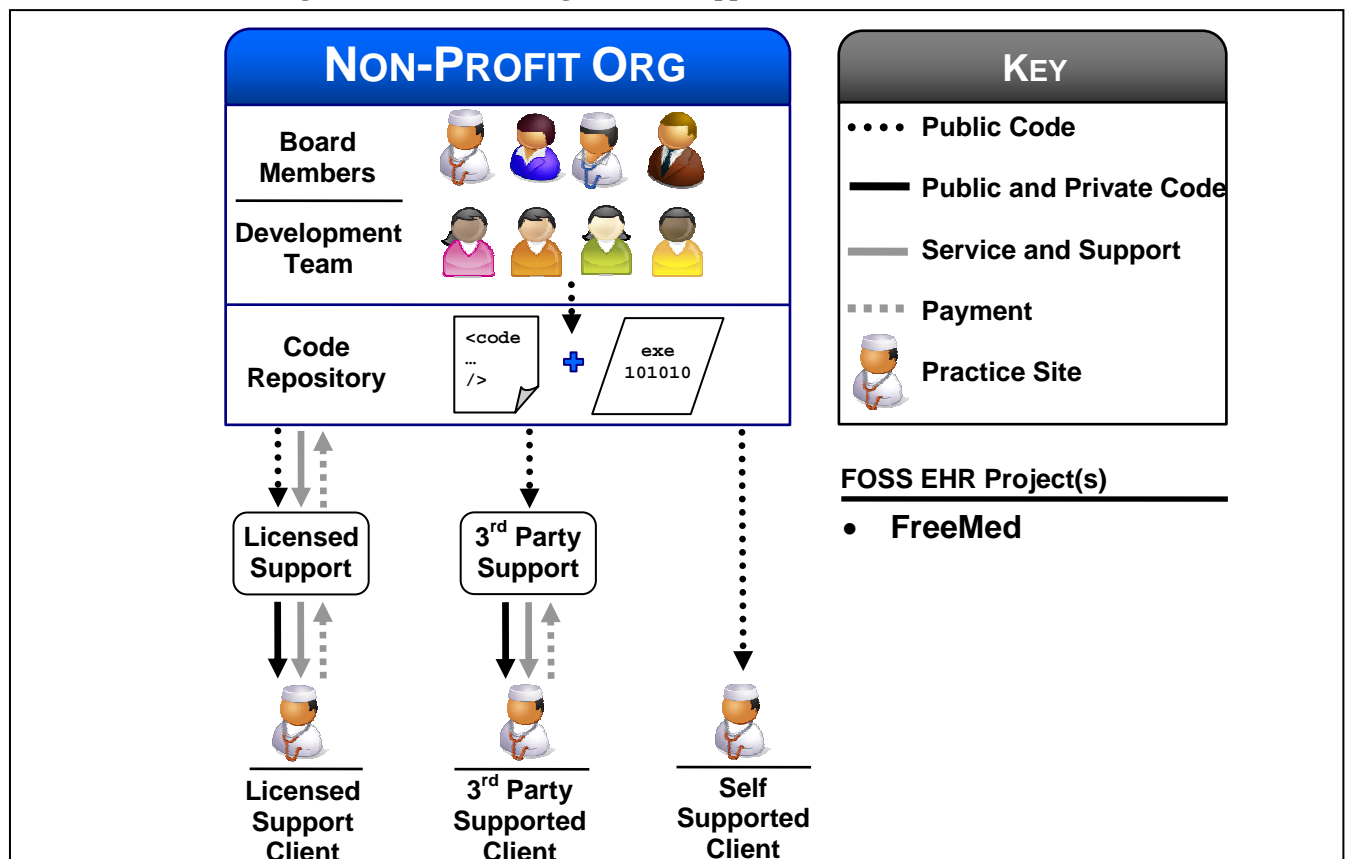 NON-PROFIT ORG
Board
Members
Development
Team
Code
Repository
<code
…
/>
exe
101010
Licensed
Support
3rd Party
Support
Licensed
Support
Client
3rd Party
Supported
Client
Self
Supported
Client
KEY
Public Code
Public and Private Code
Service and Support
Payment
Practice Site
FOSS EHR Project(s)
• FreeMed